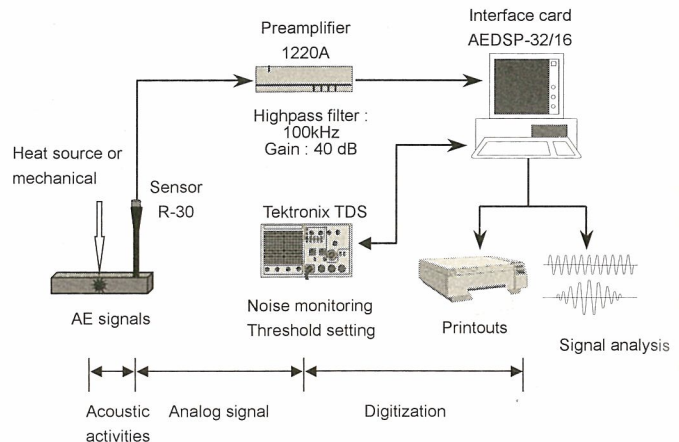 Interface card
AEDSP-32/16
Preamplifier
1220A
Highpass filter :
100kHz
Gain : 40 dB
Heat source or
mechanical
Sensor
R-30
Tektronix TDS
AE signals
Noise monitoring
Threshold setting
Printouts
Signal analysis
Acoustic
activities
Analog signal
Digitization